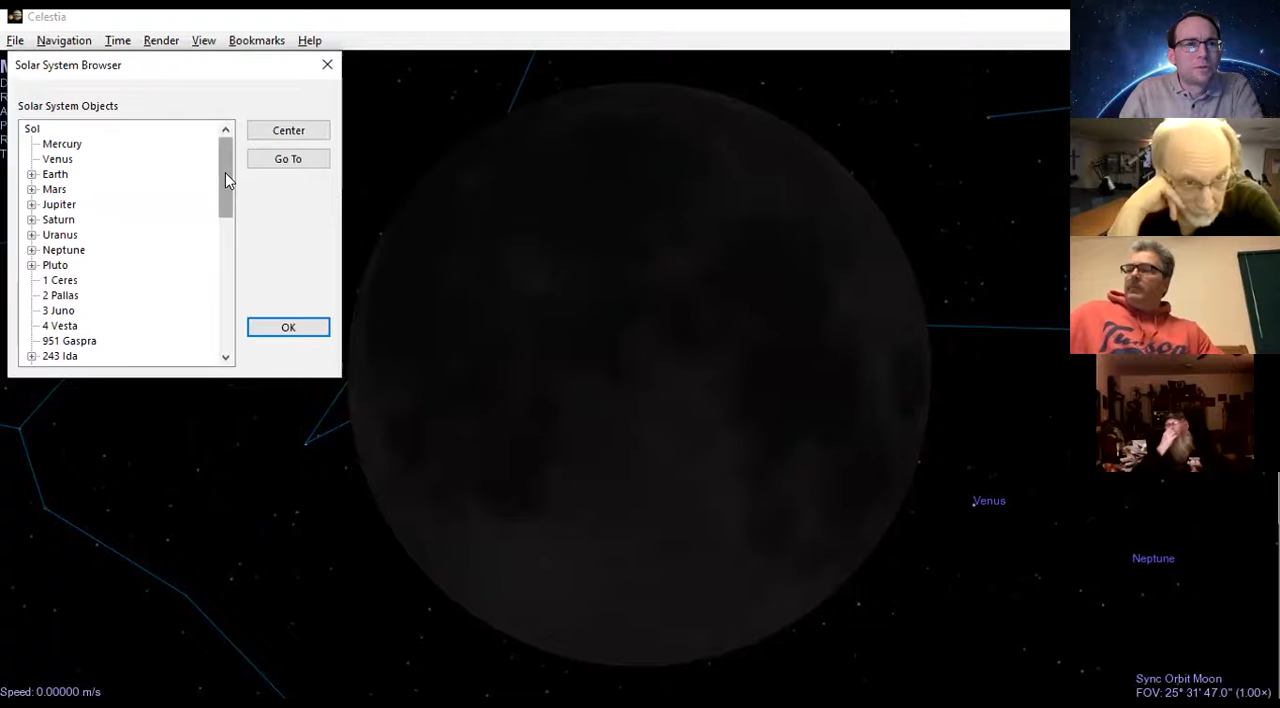 Celestia
File Navigation Time Render View Bookmarks Help
Solar System Browser
Solar System Objects
Sol
Mercury
Venus
Earth
Mars
Jupiter
Saturn
Uranus
Neptune
Pluto
1 Ceres
2 Pallas
3 Juno
4 Vesta
951 Gaspra
243 Ida
Center
Go To
OK
Venus
Neptune
Speed: 0.00000 m/s
Sync Orbit Moon
FOV: 25° 31' 47.0" (1.00×)